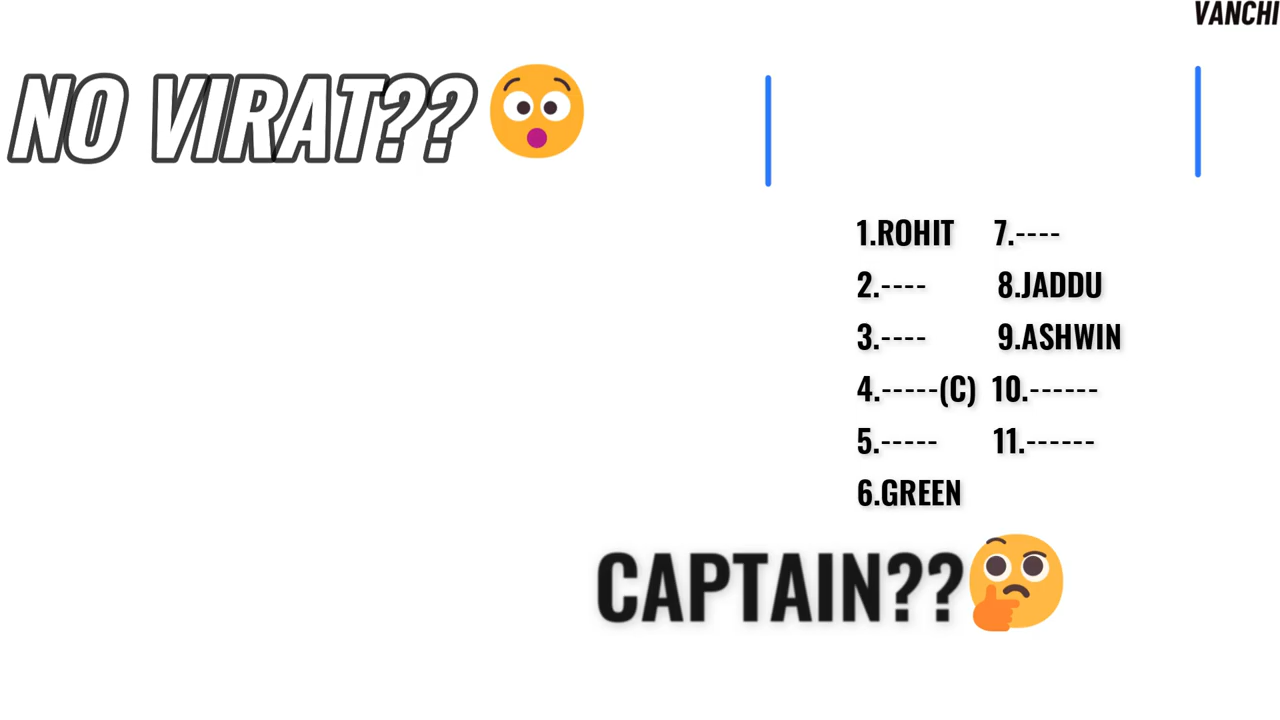 VANCHI
NO VIRAT??
1.ROHIT 7.----
2.---- 8.JADDU
3.---- 9.ASHWIN
4.-----(C) 10.------
5.----- 11.------
6.GREEN
CAPTAIN??